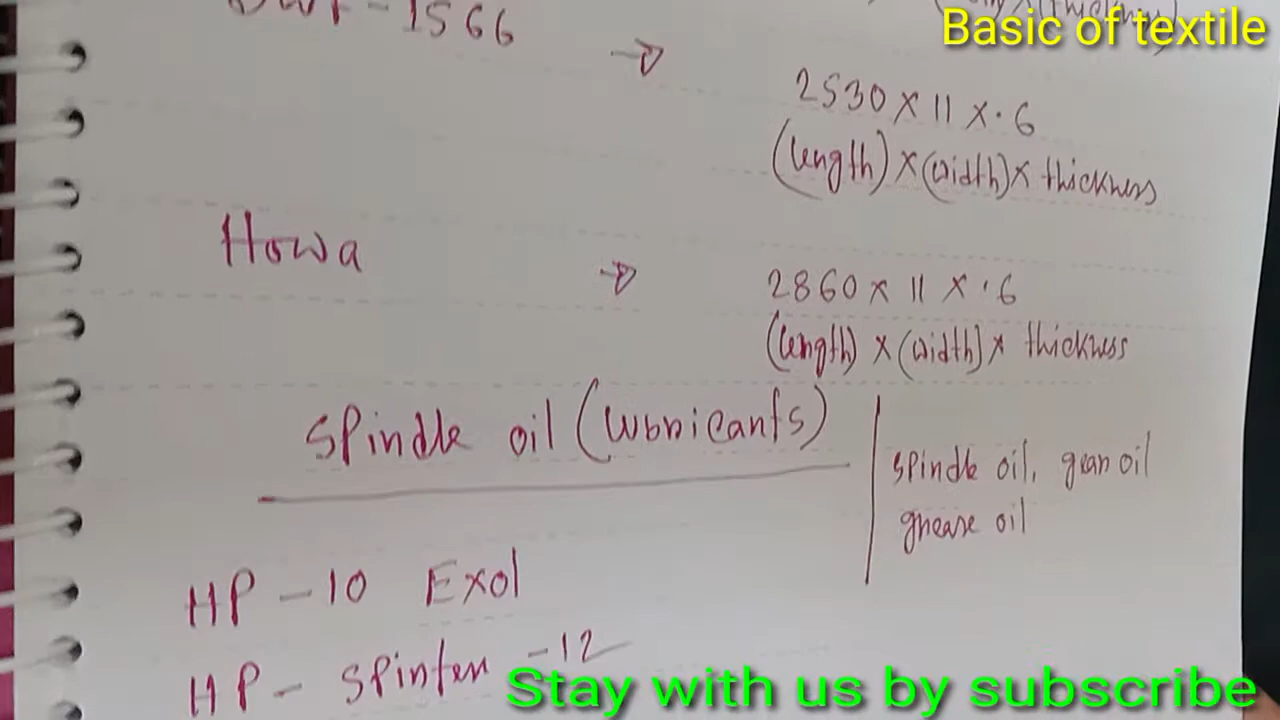 - 1566
Basic of textile
→ 2530 x 11 x .6
(length) x (width) x thickness
Howa → 2860 x 11 x .6
(length) x (width) x thickness
Spindle oil (Lubricants)
spindle oil, gear oil
grease oil
HP - 10 Exol
HP - Spinten - 12
Stay with us by subscribe